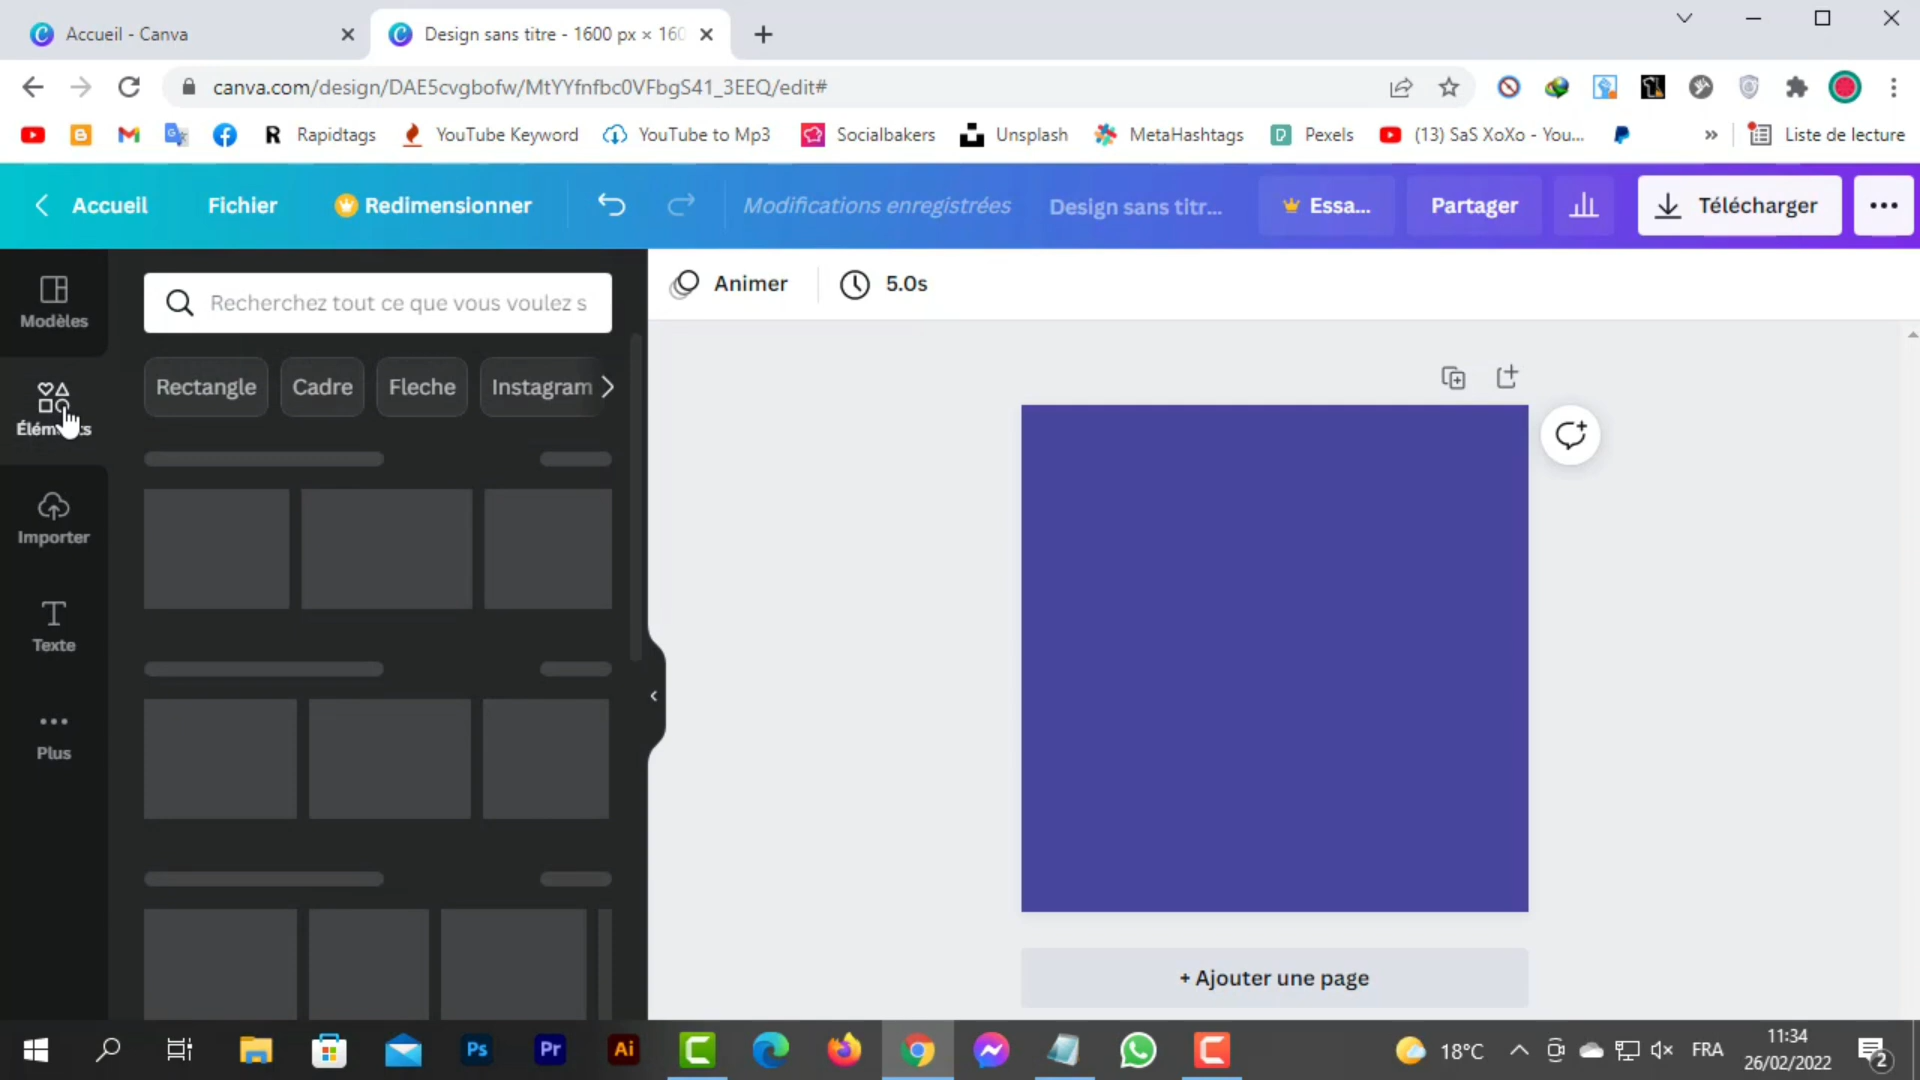 Accueil - Canva
Design sans titre - 1600 px × 160
canva.com/design/DAE5cvgbofw/MtYYfnfbc0VFbgS41_3EEQ/edit#
Rapidtags
YouTube Keyword
YouTube to Mp3
Socialbakers
Unsplash
MetaHashtags
Pexels
(13) SaS XoXo - You...
»
Liste de lecture
Accueil
Fichier
Redimensionner
Modifications enregistrées
Design sans titr...
Essa...
Partager
Télécharger
Modèles
Recherchez tout ce que vous voulez s
Animer
5.0s
Rectangle
Cadre
Fleche
Instagram
Importer
Texte
Plus
+ Ajouter une page
Ps
Pr
Ai
18°C
FRA
11:34
26/02/2022
2